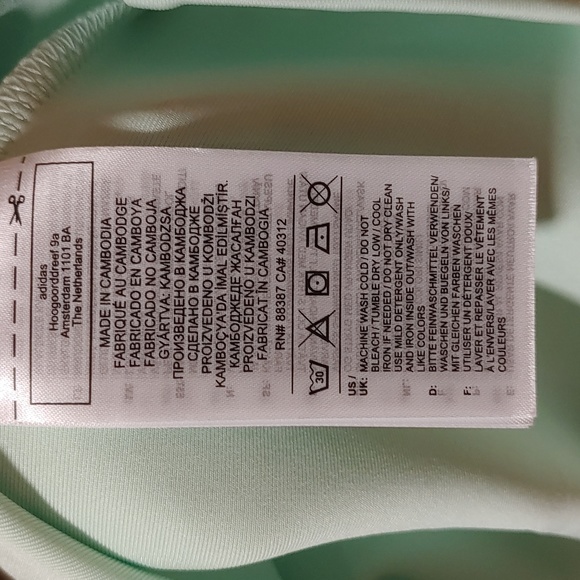 adidas
Hoogoorddreef 9a
Amsterdam 1101 BA
The Netherlands
MADE IN CAMBODIA
FABRIQUÉ AU CAMBODGE
FABRICADO EN CAMBOYA
FABRICADO NO CAMBOJA
GYÁRTVA: KAMBODZSA
ПРОИЗВЕДЕНО В КАМБОДЖА
СДЕЛАНО В КАМБОДЖЕ
PROIZVEDENO U KOMBODŽI
KAMBOÇYA'DA İMAL EDİLMİŞTİR.
КАМБОДЖЕДЕ ЖАСАЛҒАН
PROIZVEDENO U KAMBODZI
FABRICAT ÎN CAMBOGIA
RN# 88387 CA# 40312
30
US /
UK: MACHINE WASH COLD / DO NOT
BLEACH / TUMBLE DRY LOW / COOL
IRON IF NEEDED / DO NOT DRY CLEAN
USE MILD DETERGENT ONLY/WASH
AND IRON INSIDE OUT/WASH WITH
LIKE COLORS
D: BITTE FEINWASCHMITTEL VERWENDEN/
WASCHEN UND BUEGELN VON LINKS/
MIT GLEICHEN FARBEN WASCHEN
F: UTILISER UN DETERGENT DOUX/
LAVER ET REPASSER LE VÊTEMENT
À L'ENVERS/LAVER AVEC LES MÊMES
COULEURS